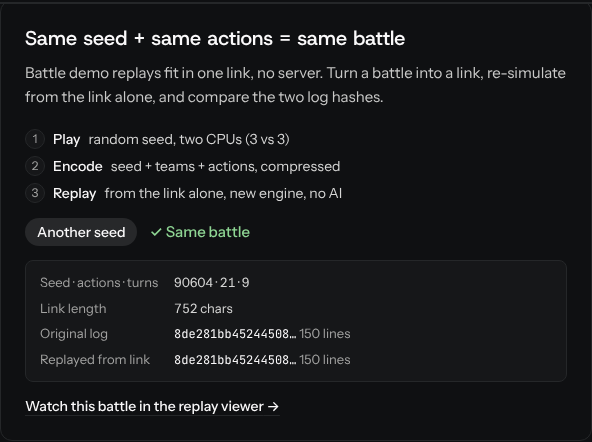 Same seed + same actions = same battle
Battle demo replays fit in one link, no server. Turn a battle into a link, re-simulate
from the link alone, and compare the two log hashes.
1 Play random seed, two CPUs (3 vs 3)
2 Encode seed + teams + actions, compressed
3 Replay from the link alone, new engine, no AI
Another seed ✓ Same battle
Seed · actions · turns 90604 · 21 · 9
Link length 752 chars
Original log 8de281bb45244508… 150 lines
Replayed from link 8de281bb45244508… 150 lines
Watch this battle in the replay viewer →